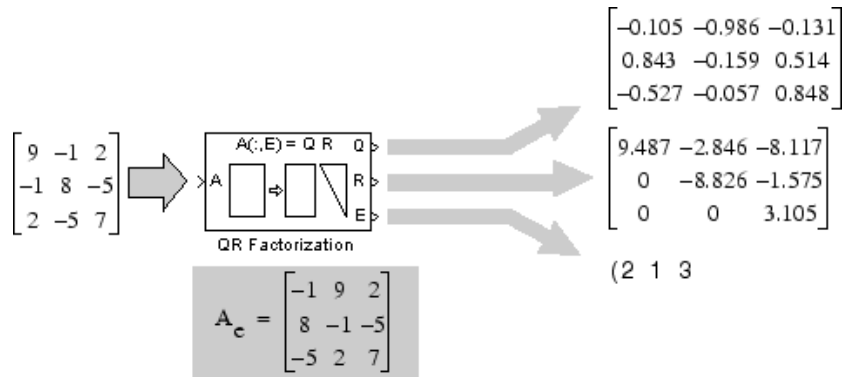 −0.105 −0.986 −0.131
0.843 −0.159 0.514
−0.527 −0.057 0.848
9 −1 2
−1 8 −5
2 −5 7
A(:,E) = Q R
A
Q
R
E
QR Factorization
9.487 −2.846 −8.117
0 −8.826 −1.575
0 0 3.105
(2 1 3
A_e =
−1 9 2
8 −1 −5
−5 2 7